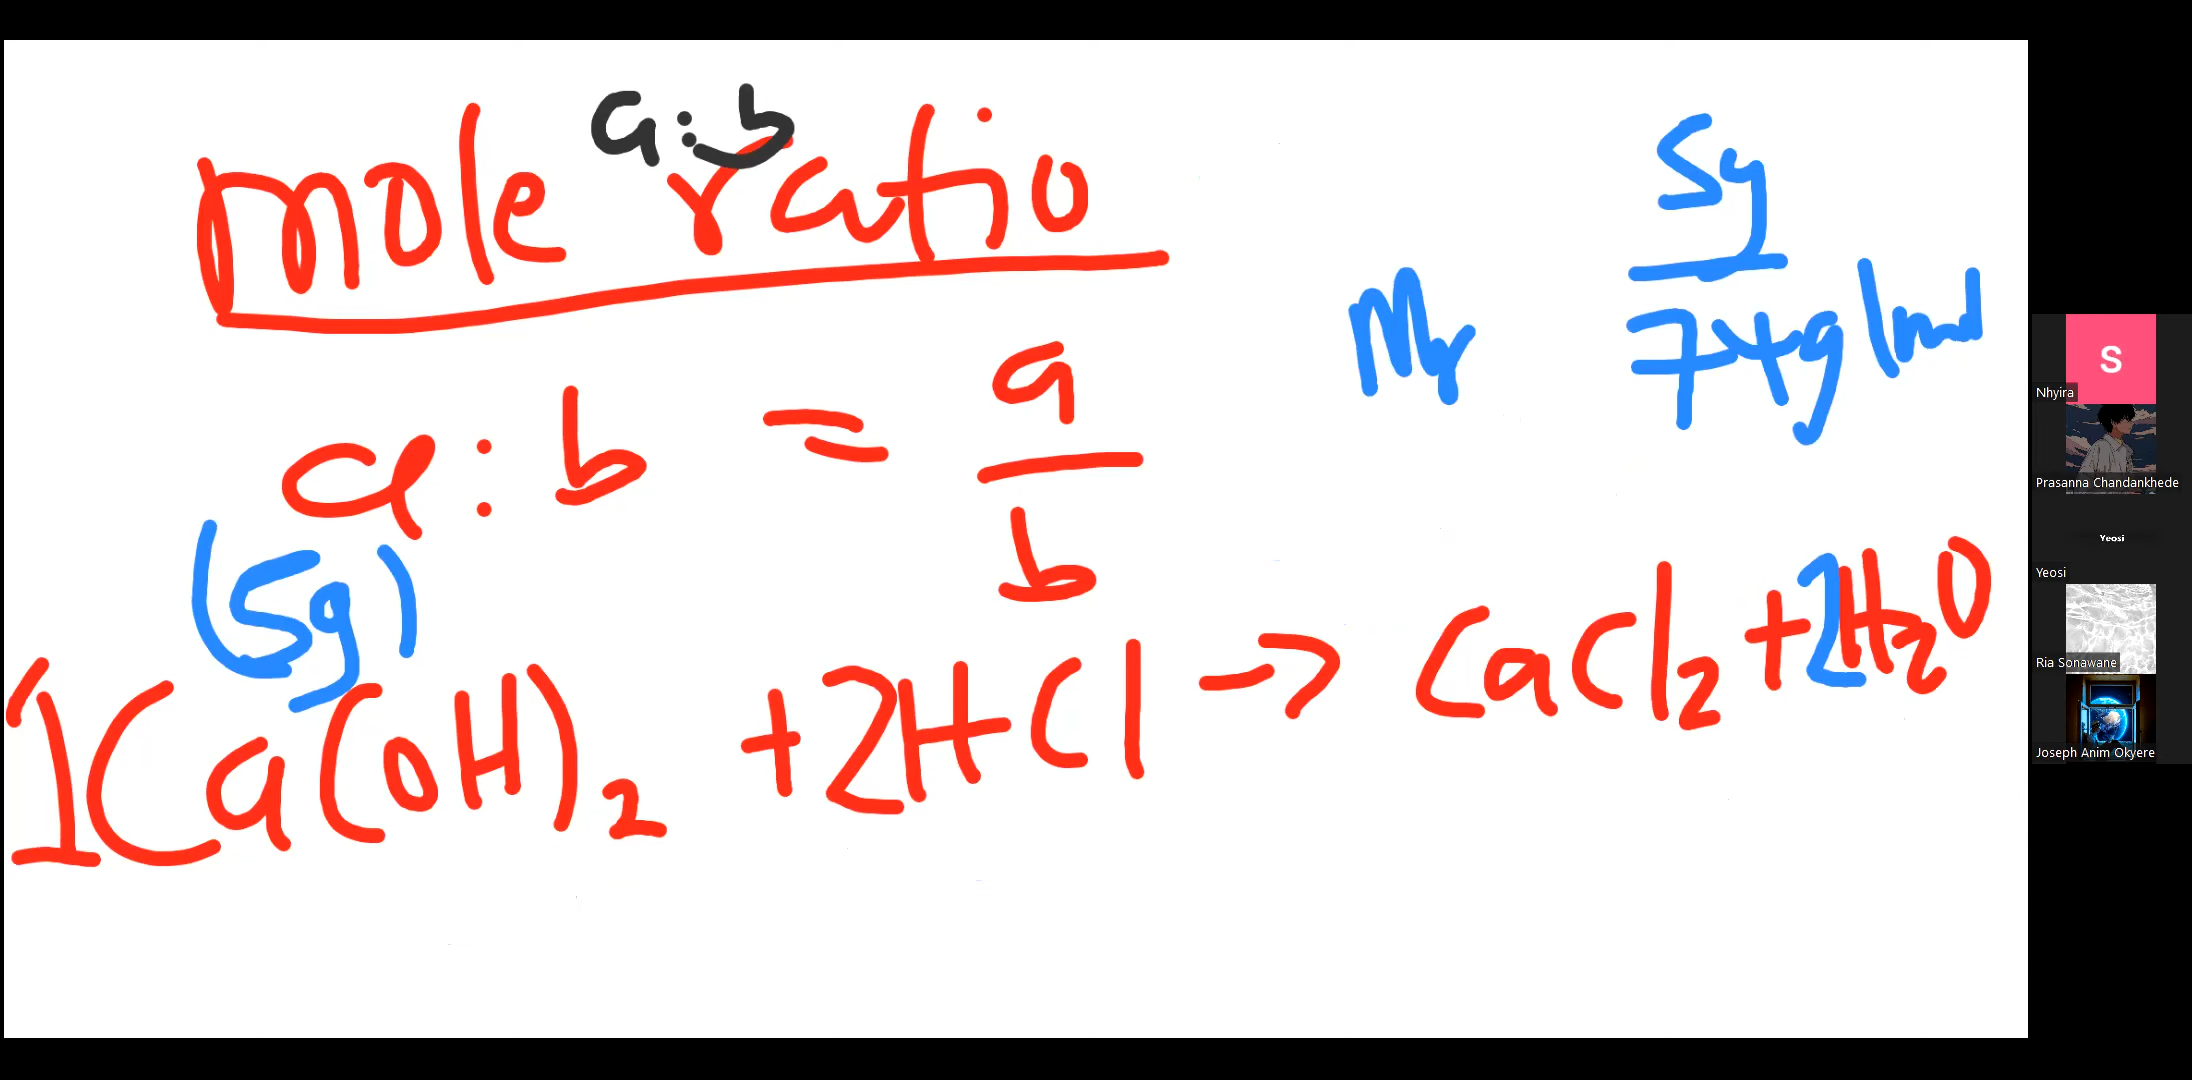 a:b
mole ratio
5g
74g/mol
Mr
a : b = a
b
(5g)
1Ca(OH)₂ + 2HCl → CaCl₂ + 2H₂O
S
Nhyira
Prasanna Chandankhede
Yeosi
Yeosi
Ria Sonawane
Joseph Anim Okyere